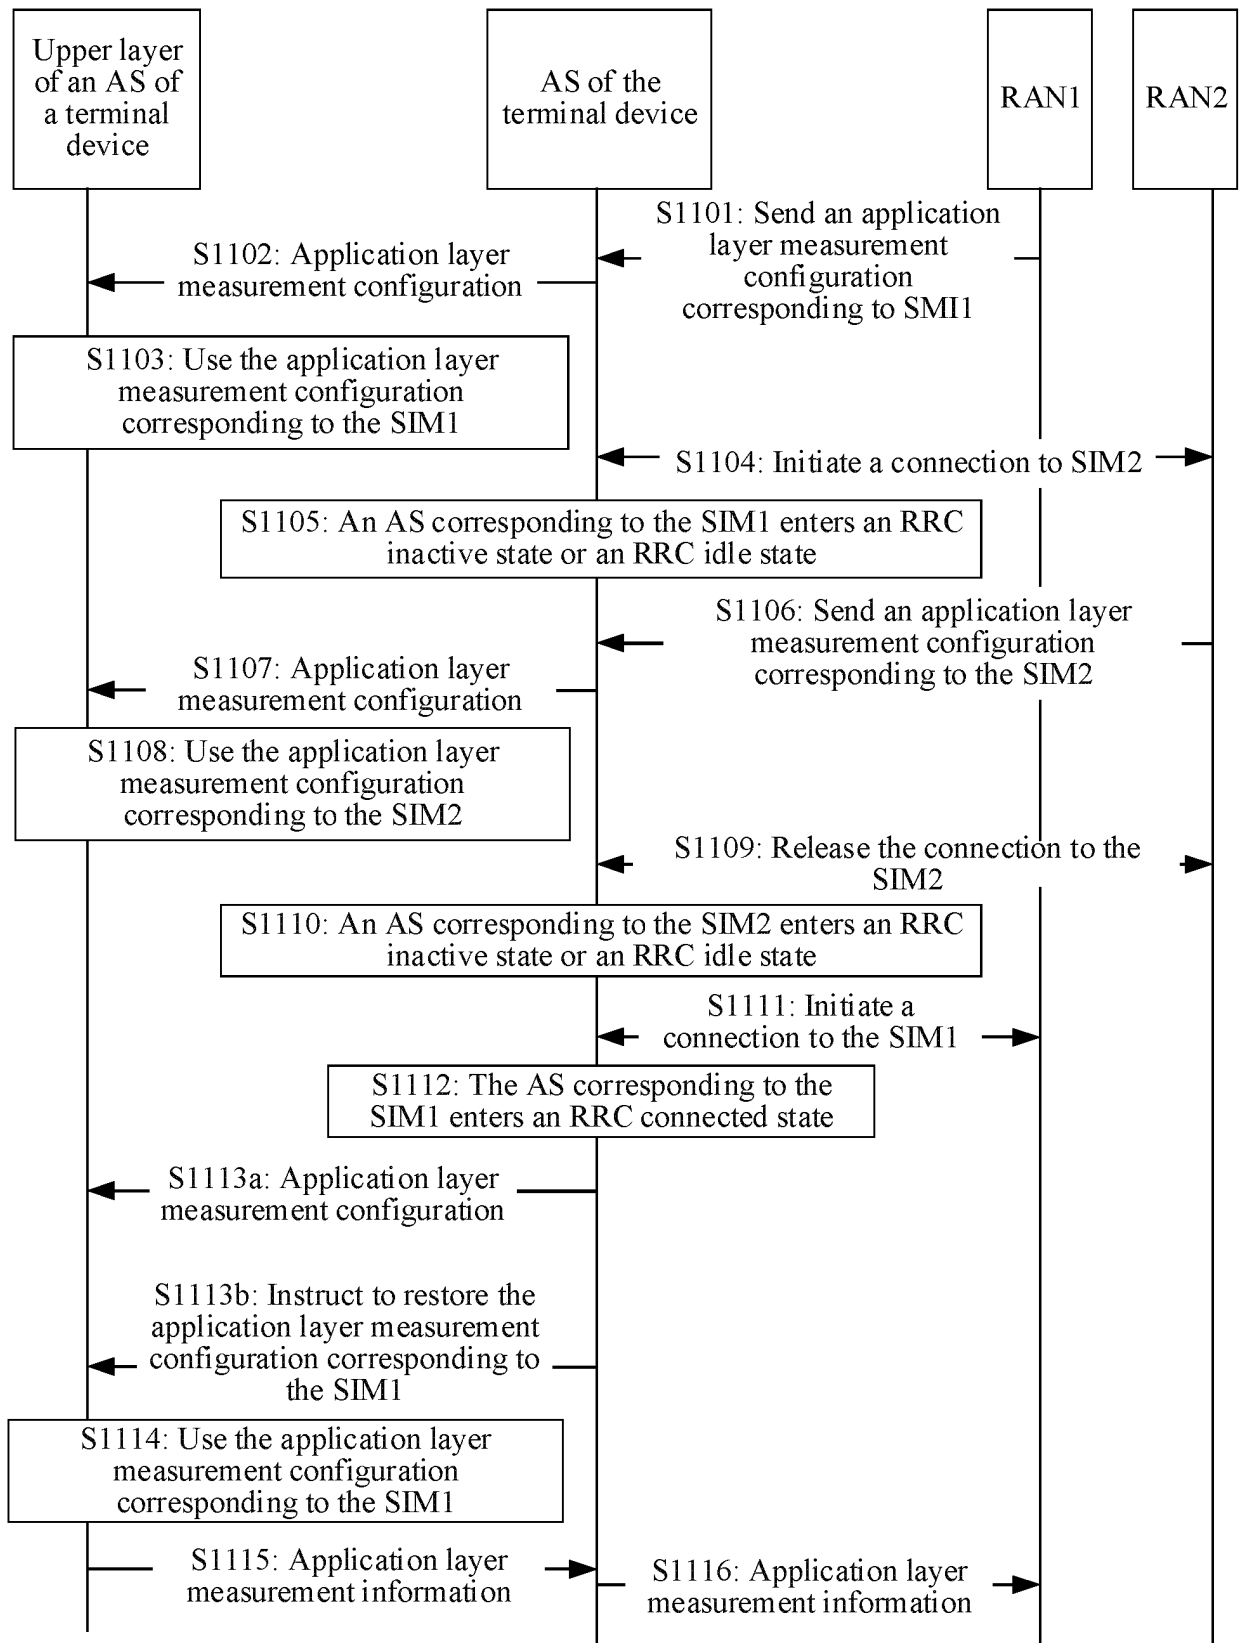 Upper layer
of an AS of
a terminal
device
AS of the
terminal device
RAN1
RAN2
S1101: Send an application
layer measurement
configuration
corresponding to SMI1
S1102: Application layer
measurement configuration
S1103: Use the application layer
measurement configuration
corresponding to the SIM1
S1104: Initiate a connection to SIM2
S1105: An AS corresponding to the SIM1 enters an RRC
inactive state or an RRC idle state
S1106: Send an application layer
measurement configuration
corresponding to the SIM2
S1107: Application layer
measurement configuration
S1108: Use the application layer
measurement configuration
corresponding to the SIM2
S1109: Release the connection to the
SIM2
S1110: An AS corresponding to the SIM2 enters an RRC
inactive state or an RRC idle state
S1111: Initiate a
connection to the SIM1
S1112: The AS corresponding to the
SIM1 enters an RRC connected state
S1113a: Application layer
measurement configuration
S1113b: Instruct to restore the
application layer measurement
configuration corresponding to
the SIM1
S1114: Use the application layer
measurement configuration
corresponding to the SIM1
S1115: Application layer
measurement information
S1116: Application layer
measurement information